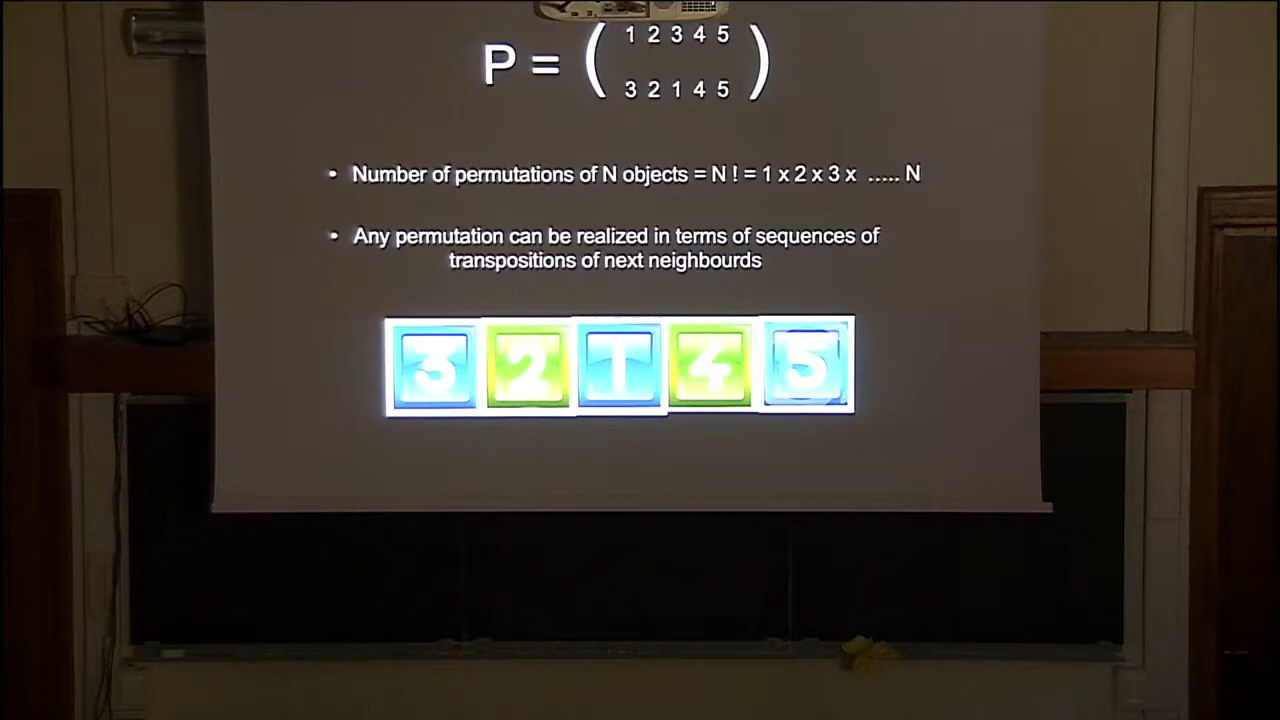 P = ( 1 2 3 4 5 )
3 2 1 4 5
• Number of permutations of N objects = N ! = 1 x 2 x 3 x ..... N
• Any permutation can be realized in terms of sequences of
transpositions of next neighbourds
3 2 1 4 5